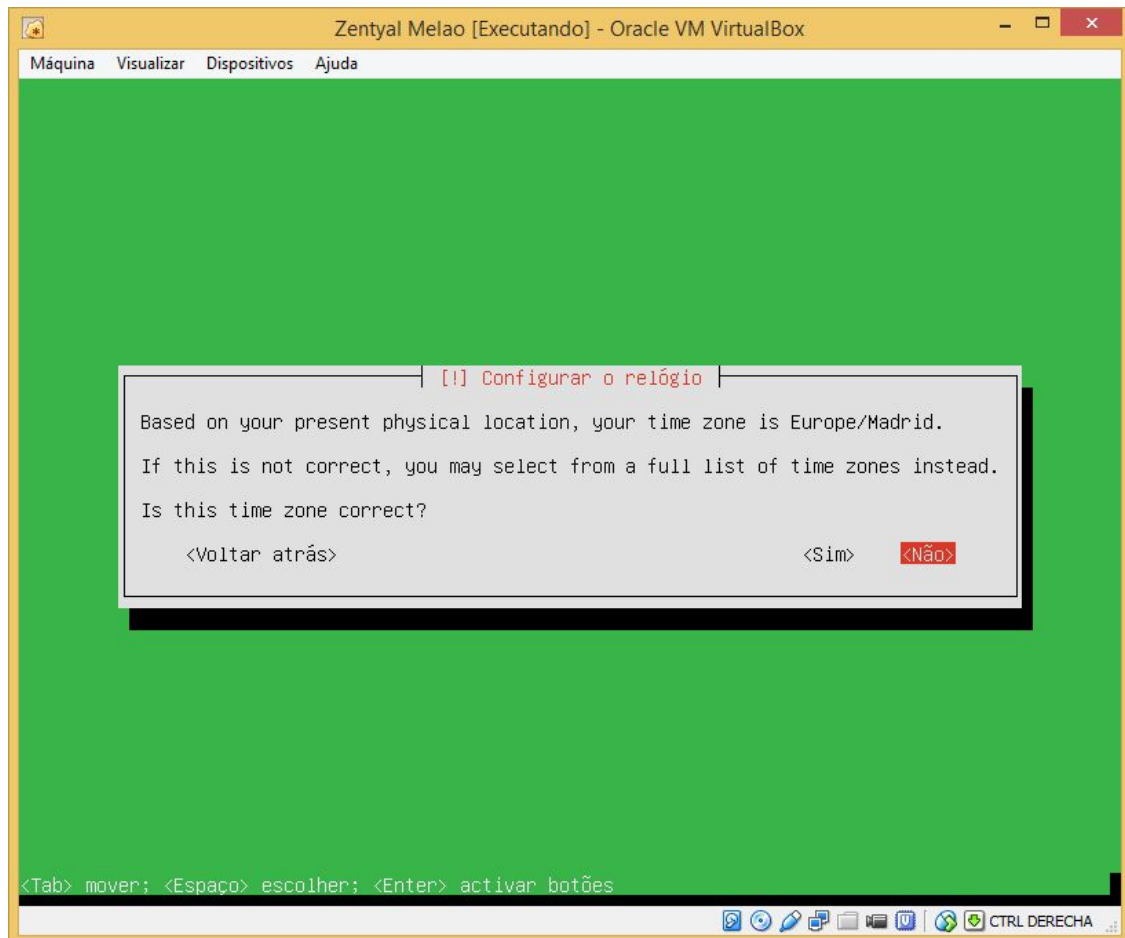 Zentyal Melao [Executando] - Oracle VM VirtualBox
Máquina Visualizar Dispositivos Ajuda
[!] Configurar o relógio
Based on your present physical location, your time zone is Europe/Madrid.
If this is not correct, you may select from a full list of time zones instead.
Is this time zone correct?
<Voltar atrás> <Sim> <Não>
<Tab> mover; <Espaço> escolher; <Enter> activar botões
CTRL DERECHA